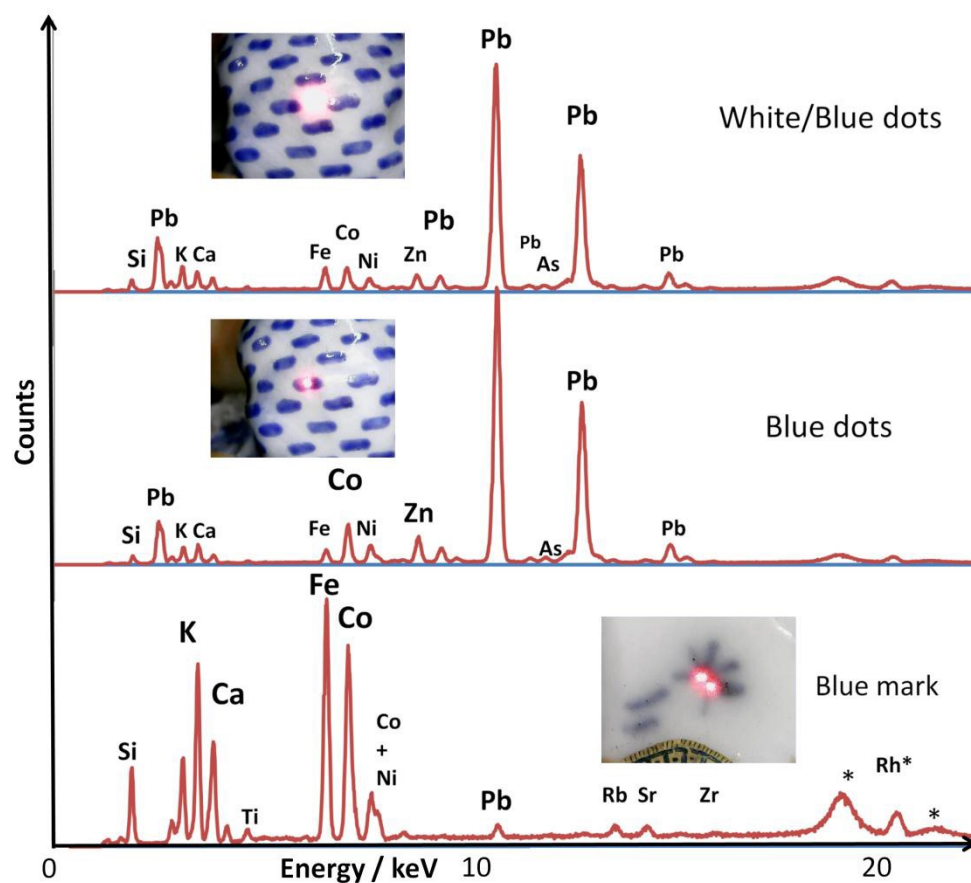 Pb
Pb
White/Blue dots
Pb
Pb
Si
K
Ca
Fe
Co
Ni
Zn
Pb
As
Pb
Pb
Blue dots
Co
Pb
Zn
Si
K
Ca
Fe
Ni
As
Pb
Counts
Fe
Co
K
Ca
Blue mark
Si
Co
+
Ni
Ti
Pb
Rb
Sr
Zr
*
Rh*
*
0
Energy / keV
10
20